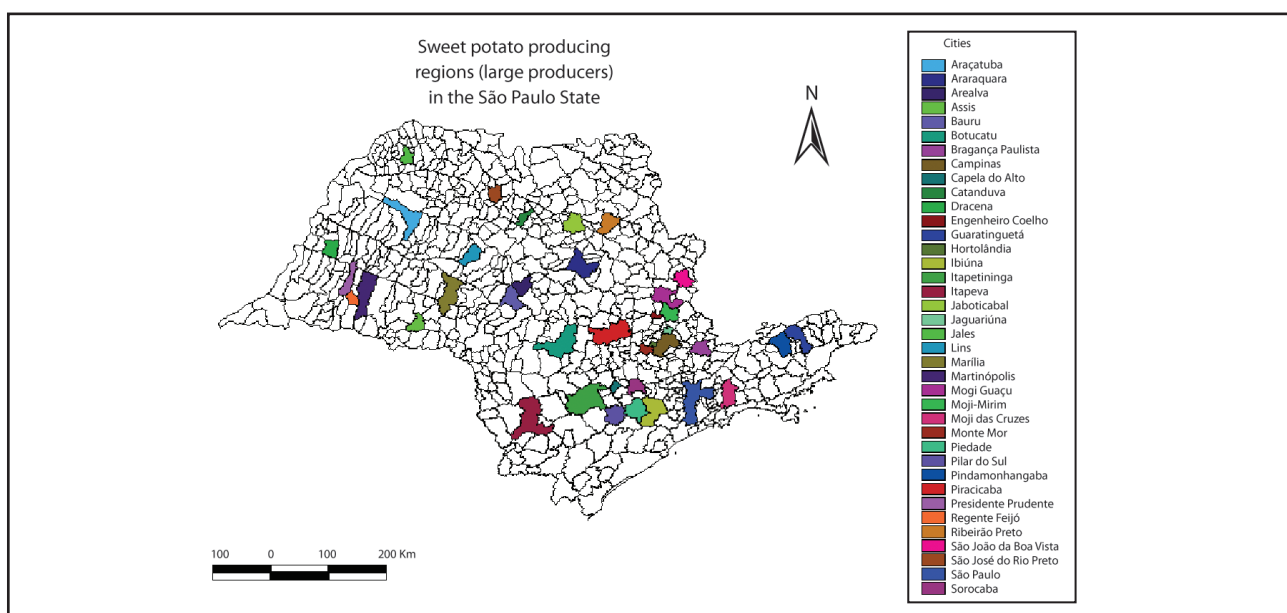 Sweet potato producing
regions (large producers)
in the São Paulo State
N
100 0 100 200 Km
Cities
Araçatuba
Araraquara
Arealva
Assis
Bauru
Botucatu
Bragança Paulista
Campinas
Capela do Alto
Catanduva
Dracena
Engenheiro Coelho
Guaratinguetá
Hortolândia
Ibiúna
Itapetininga
Itapeva
Jaboticabal
Jaguariúna
Jales
Lins
Marília
Martinópolis
Mogi Guaçu
Moji-Mirim
Moji das Cruzes
Monte Mor
Piedade
Pilar do Sul
Pindamonhangaba
Piracicaba
Presidente Prudente
Regente Feijó
Ribeirão Preto
São João da Boa Vista
São José do Rio Preto
São Paulo
Sorocaba